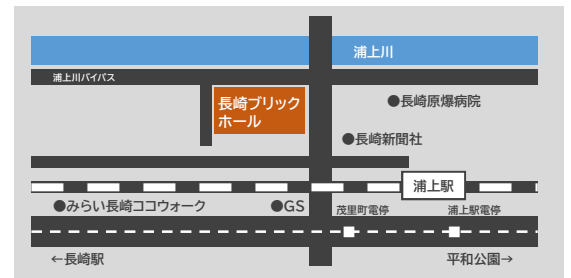 浦上川
浦上川バイパス
長崎ブリック
ホール
●長崎原爆病院
●長崎新聞社
浦上駅
●みらい長崎ココウォーク
●GS
茂里町電停
浦上駅電停
←長崎駅
平和公園→